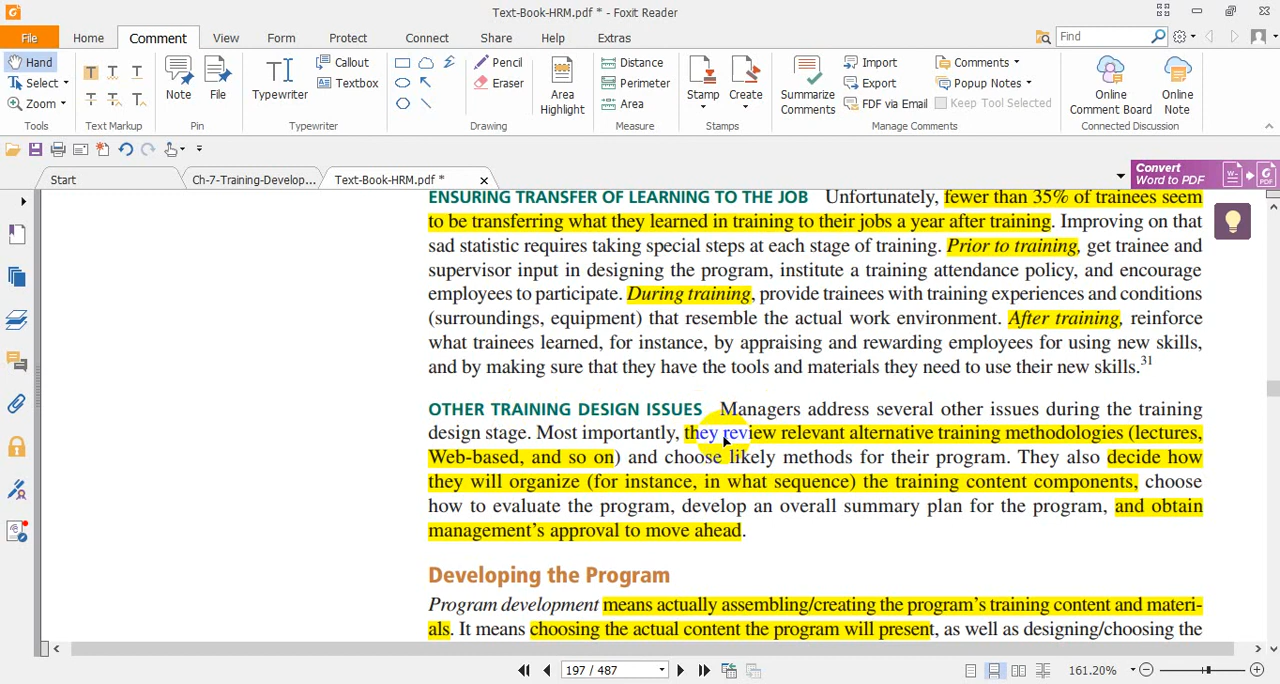 Text-Book-HRM.pdf * - Foxit Reader
File Home Comment View Form Protect Connect Share Help Extras Find
Hand
Select
Zoom
Tools
Text Markup
Note File
Pin
Typewriter Callout
Textbox
Typewriter
Pencil
Eraser
Drawing
Area
Highlight
Distance
Perimeter
Area
Measure
Stamp Create
Stamps
Summarize
Comments
Import
Export
FDF via Email
Comments
Popup Notes
Keep Tool Selected
Manage Comments
Online
Comment Board
Online
Note
Connected Discussion
Start Ch-7-Training-Develop... Text-Book-HRM.pdf *
Convert
Word to PDF
ENSURING TRANSFER OF LEARNING TO THE JOB Unfortunately, fewer than 35% of trainees seem
to be transferring what they learned in training to their jobs a year after training. Improving on that
sad statistic requires taking special steps at each stage of training. Prior to training, get trainee and
supervisor input in designing the program, institute a training attendance policy, and encourage
employees to participate. During training, provide trainees with training experiences and conditions
(surroundings, equipment) that resemble the actual work environment. After training, reinforce
what trainees learned, for instance, by appraising and rewarding employees for using new skills,
and by making sure that they have the tools and materials they need to use their new skills.31
OTHER TRAINING DESIGN ISSUES Managers address several other issues during the training
design stage. Most importantly, they review relevant alternative training methodologies (lectures,
Web-based, and so on) and choose likely methods for their program. They also decide how
they will organize (for instance, in what sequence) the training content components, choose
how to evaluate the program, develop an overall summary plan for the program, and obtain
management's approval to move ahead.
Developing the Program
Program development means actually assembling/creating the program's training content and materi-
als. It means choosing the actual content the program will present, as well as designing/choosing the
197 / 487
161.20%